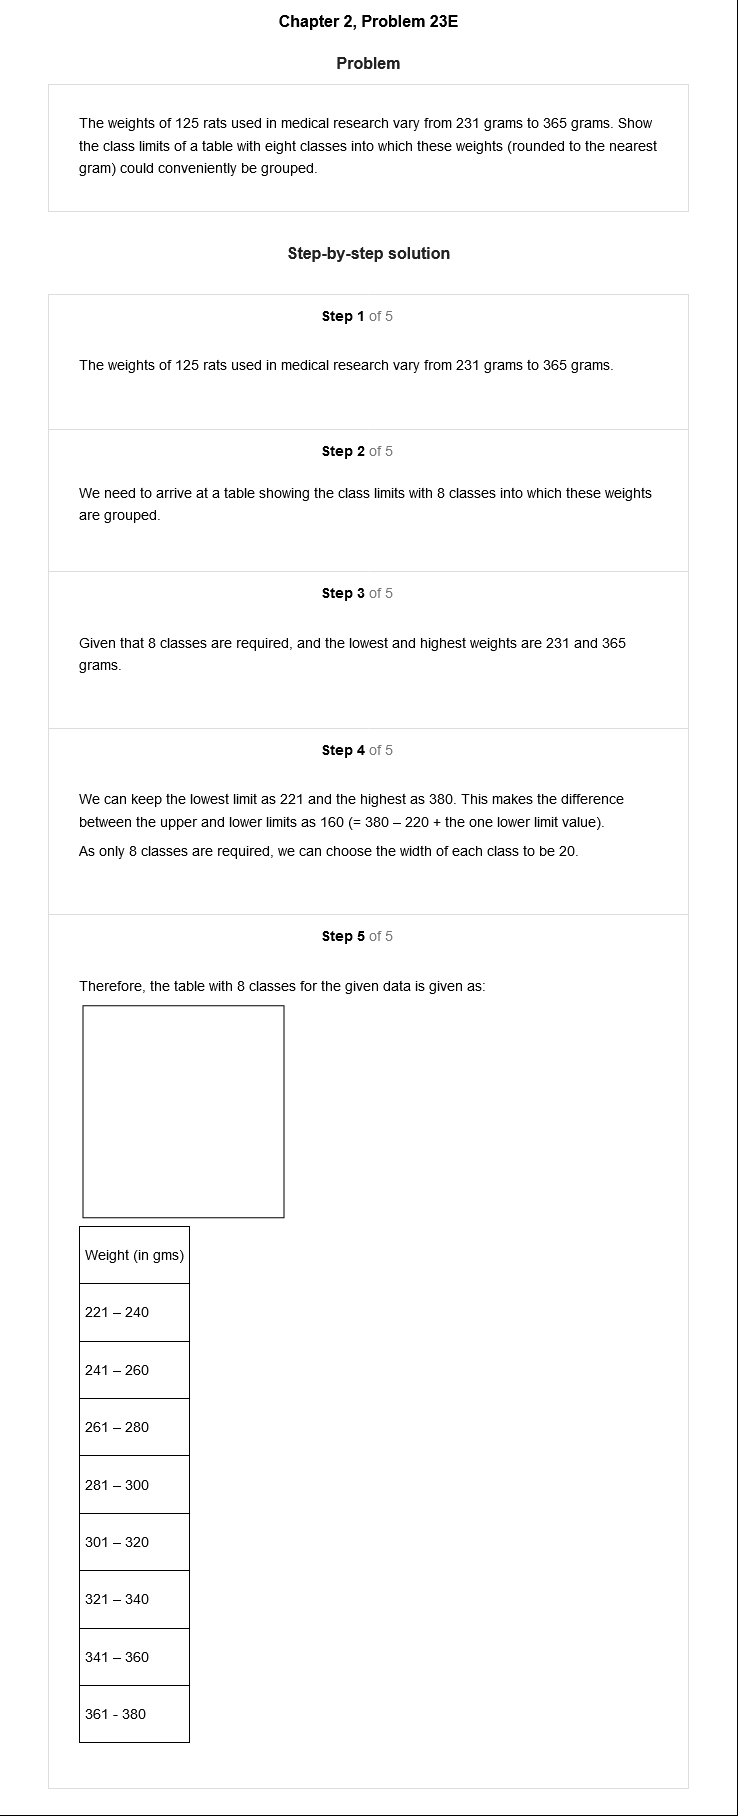 Chapter 2, Problem 23E
Problem
The weights of 125 rats used in medical research vary from 231 grams to 365 grams. Show
the class limits of a table with eight classes into which these weights (rounded to the nearest
gram) could conveniently be grouped.
Step-by-step solution
Step 1 of 5
The weights of 125 rats used in medical research vary from 231 grams to 365 grams.
Step 2 of 5
We need to arrive at a table showing the class limits with 8 classes into which these weights
are grouped.
Step 3 of 5
Given that 8 classes are required, and the lowest and highest weights are 231 and 365
grams.
Step 4 of 5
We can keep the lowest limit as 221 and the highest as 380. This makes the difference
between the upper and lower limits as 160 (= 380 – 220 + the one lower limit value).
As only 8 classes are required, we can choose the width of each class to be 20.
Step 5 of 5
Therefore, the table with 8 classes for the given data is given as:
Weight (in gms)
221 – 240
241 – 260
261 – 280
281 – 300
301 – 320
321 – 340
341 – 360
361 - 380